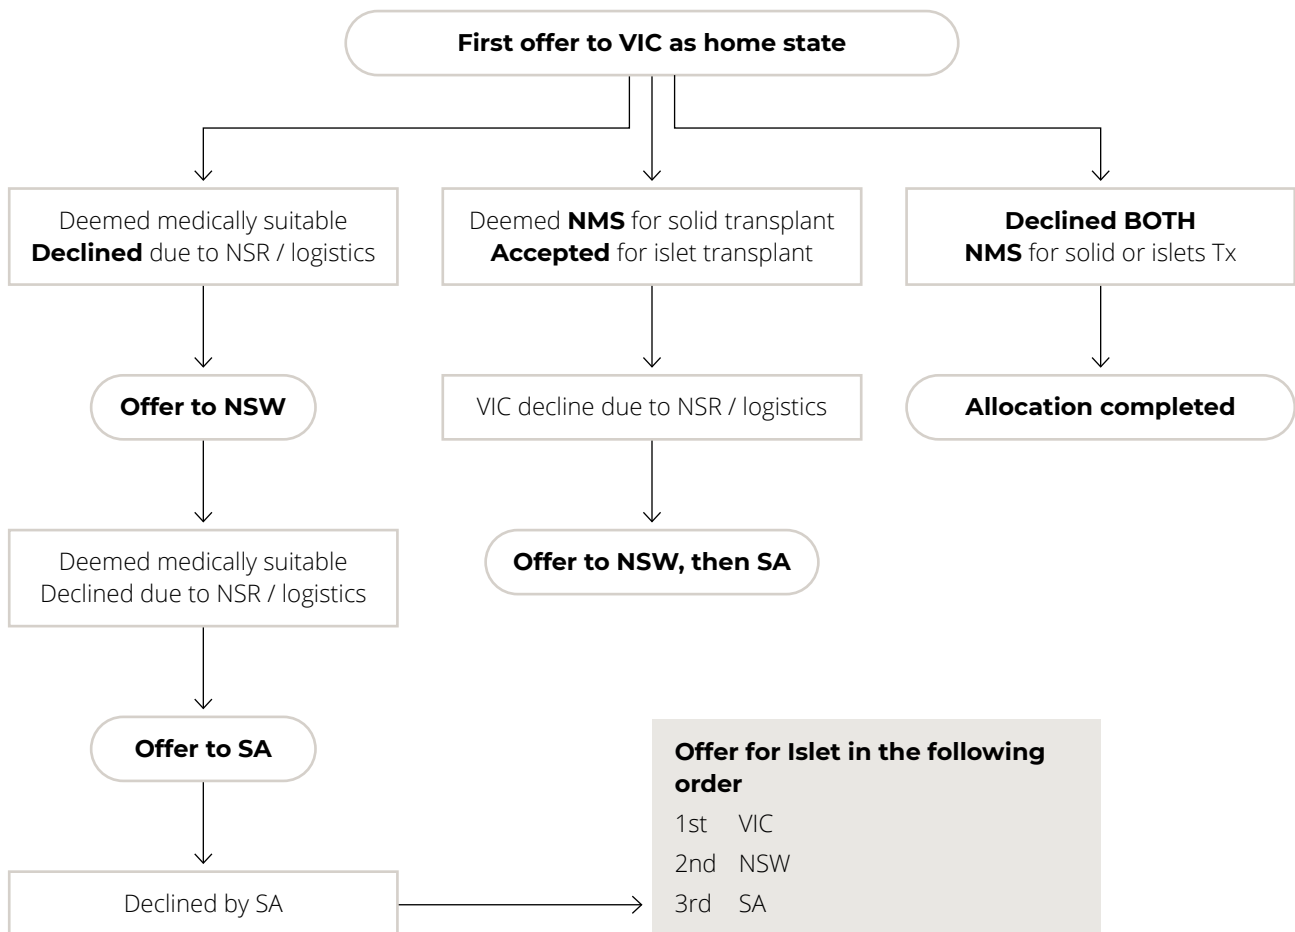 First offer to VIC as home state
Deemed medically suitable
Declined due to NSR / logistics
Deemed NMS for solid transplant
Accepted for islet transplant
Declined BOTH
NMS for solid or islets Tx
Offer to NSW
VIC decline due to NSR / logistics
Allocation completed
Deemed medically suitable
Declined due to NSR / logistics
Offer to NSW, then SA
Offer to SA
Offer for Islet in the following
order
1st VIC
2nd NSW
3rd SA
Declined by SA